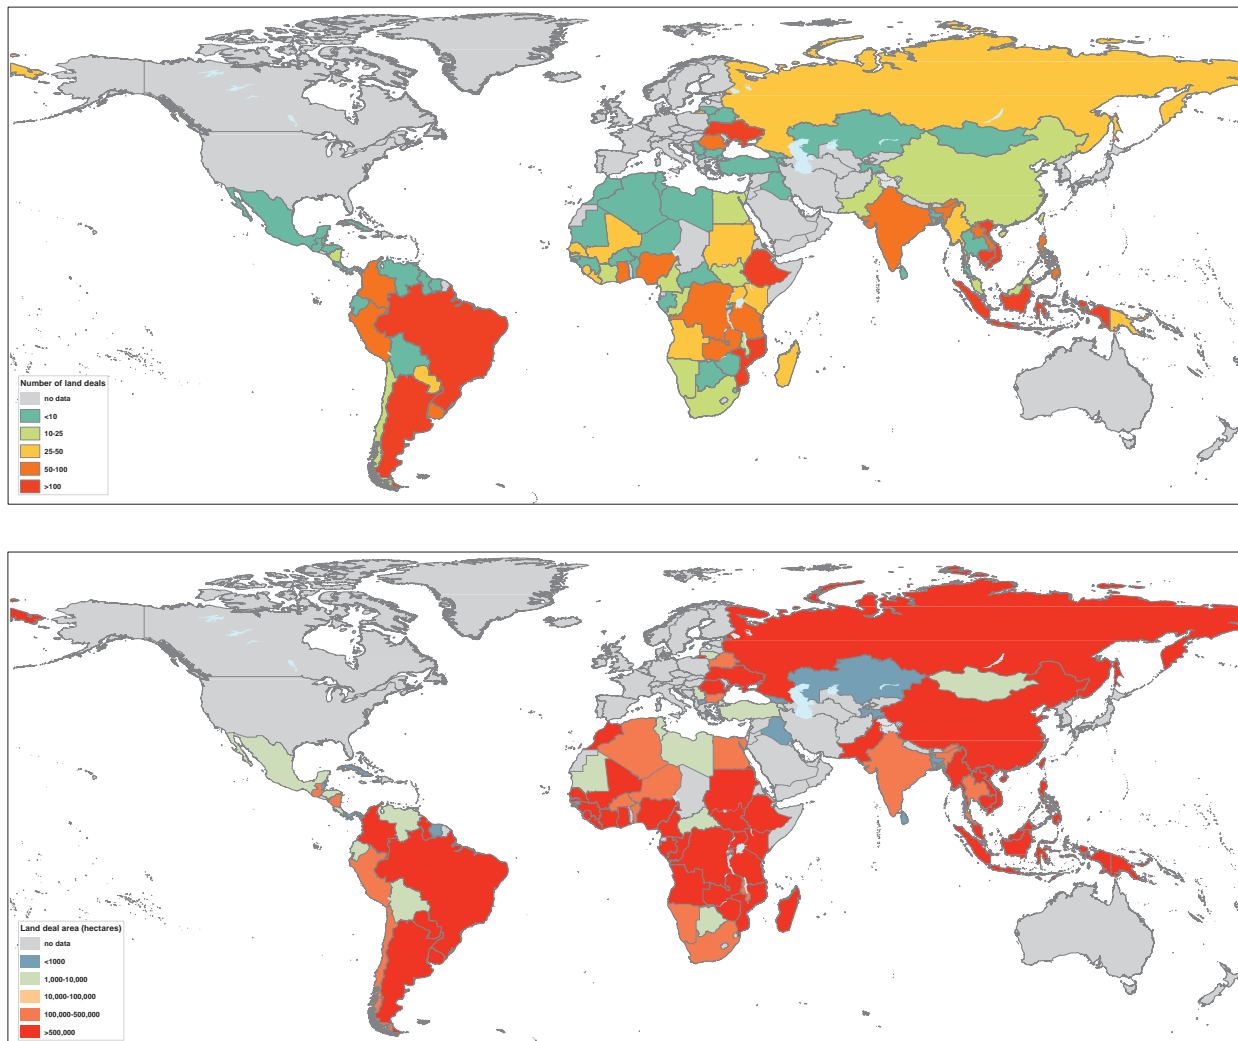 Number of land deals
no data
<10
10-25
25-50
50-100
>100
Land deal area (hectares)
no data
<1000
1,000-10,000
10,000-100,000
100,000-500,000
>500,000